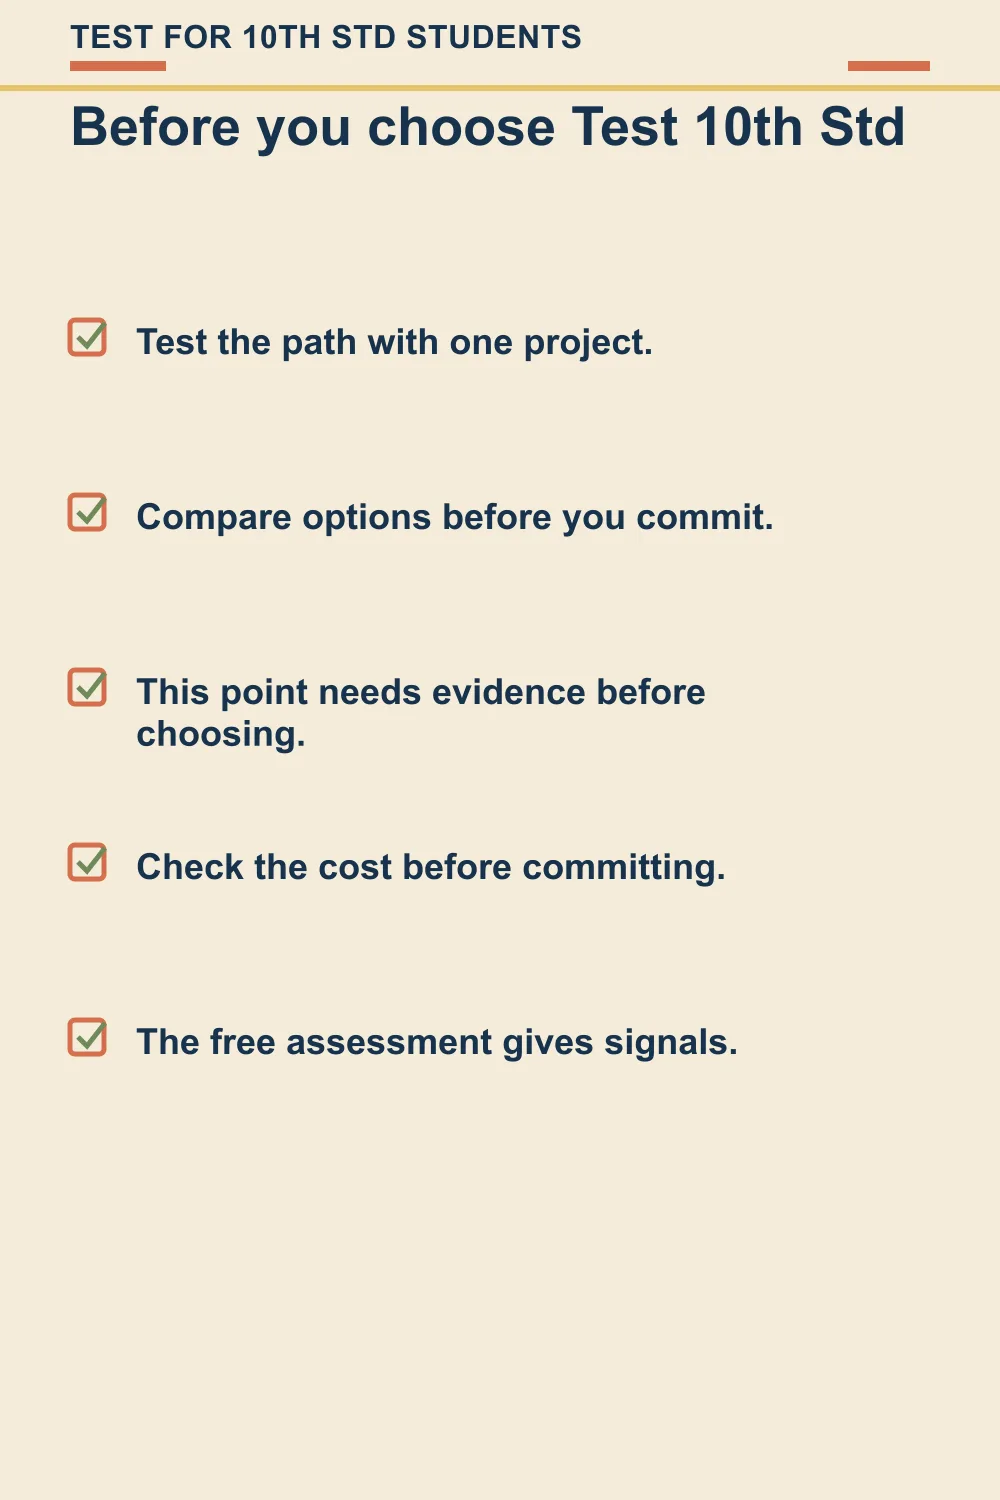 TEST FOR 10TH STD STUDENTS
Before you choose Test 10th Std
Test the path with one project.
Compare options before you commit.
This point needs evidence before
choosing.
Check the cost before committing.
The free assessment gives signals.